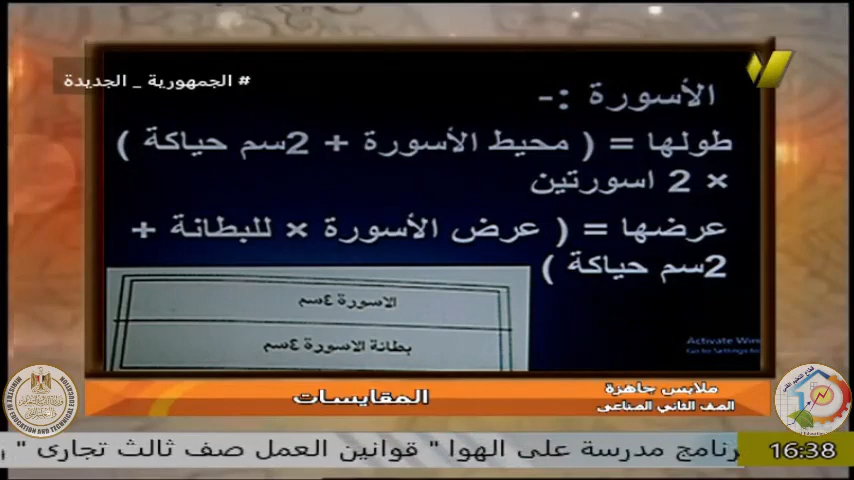 # الجمهورية _ الجديدة
الأسورة :-
طولها = ( محيط الأسورة + 2سم حياكة )
× 2 اسورتين
عرضها = ( عرض الأسورة × للبطانة +
2سم حياكة )
الاسورة ٤سم
بطانة الاسورة ٤سم
Activate Win
Go to Settings to
ملابس جاهزة
الصف الثاني الصناعى
المقايسات
برنامج مدرسة على الهوا " قوانين العمل صف ثالث تجارى "
16:38